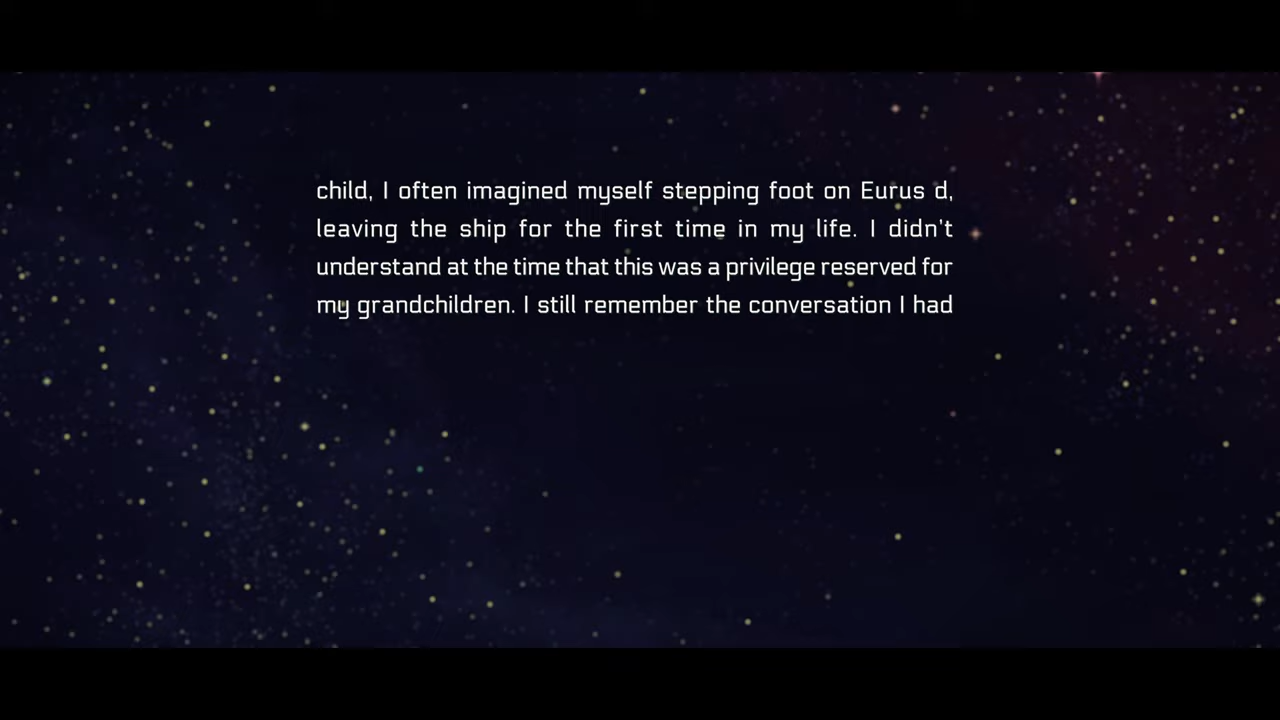 child, I often imagined myself stepping foot on Eurus d,
leaving the ship for the first time in my life. I didn't
understand at the time that this was a privilege reserved for
my grandchildren. I still remember the conversation I had